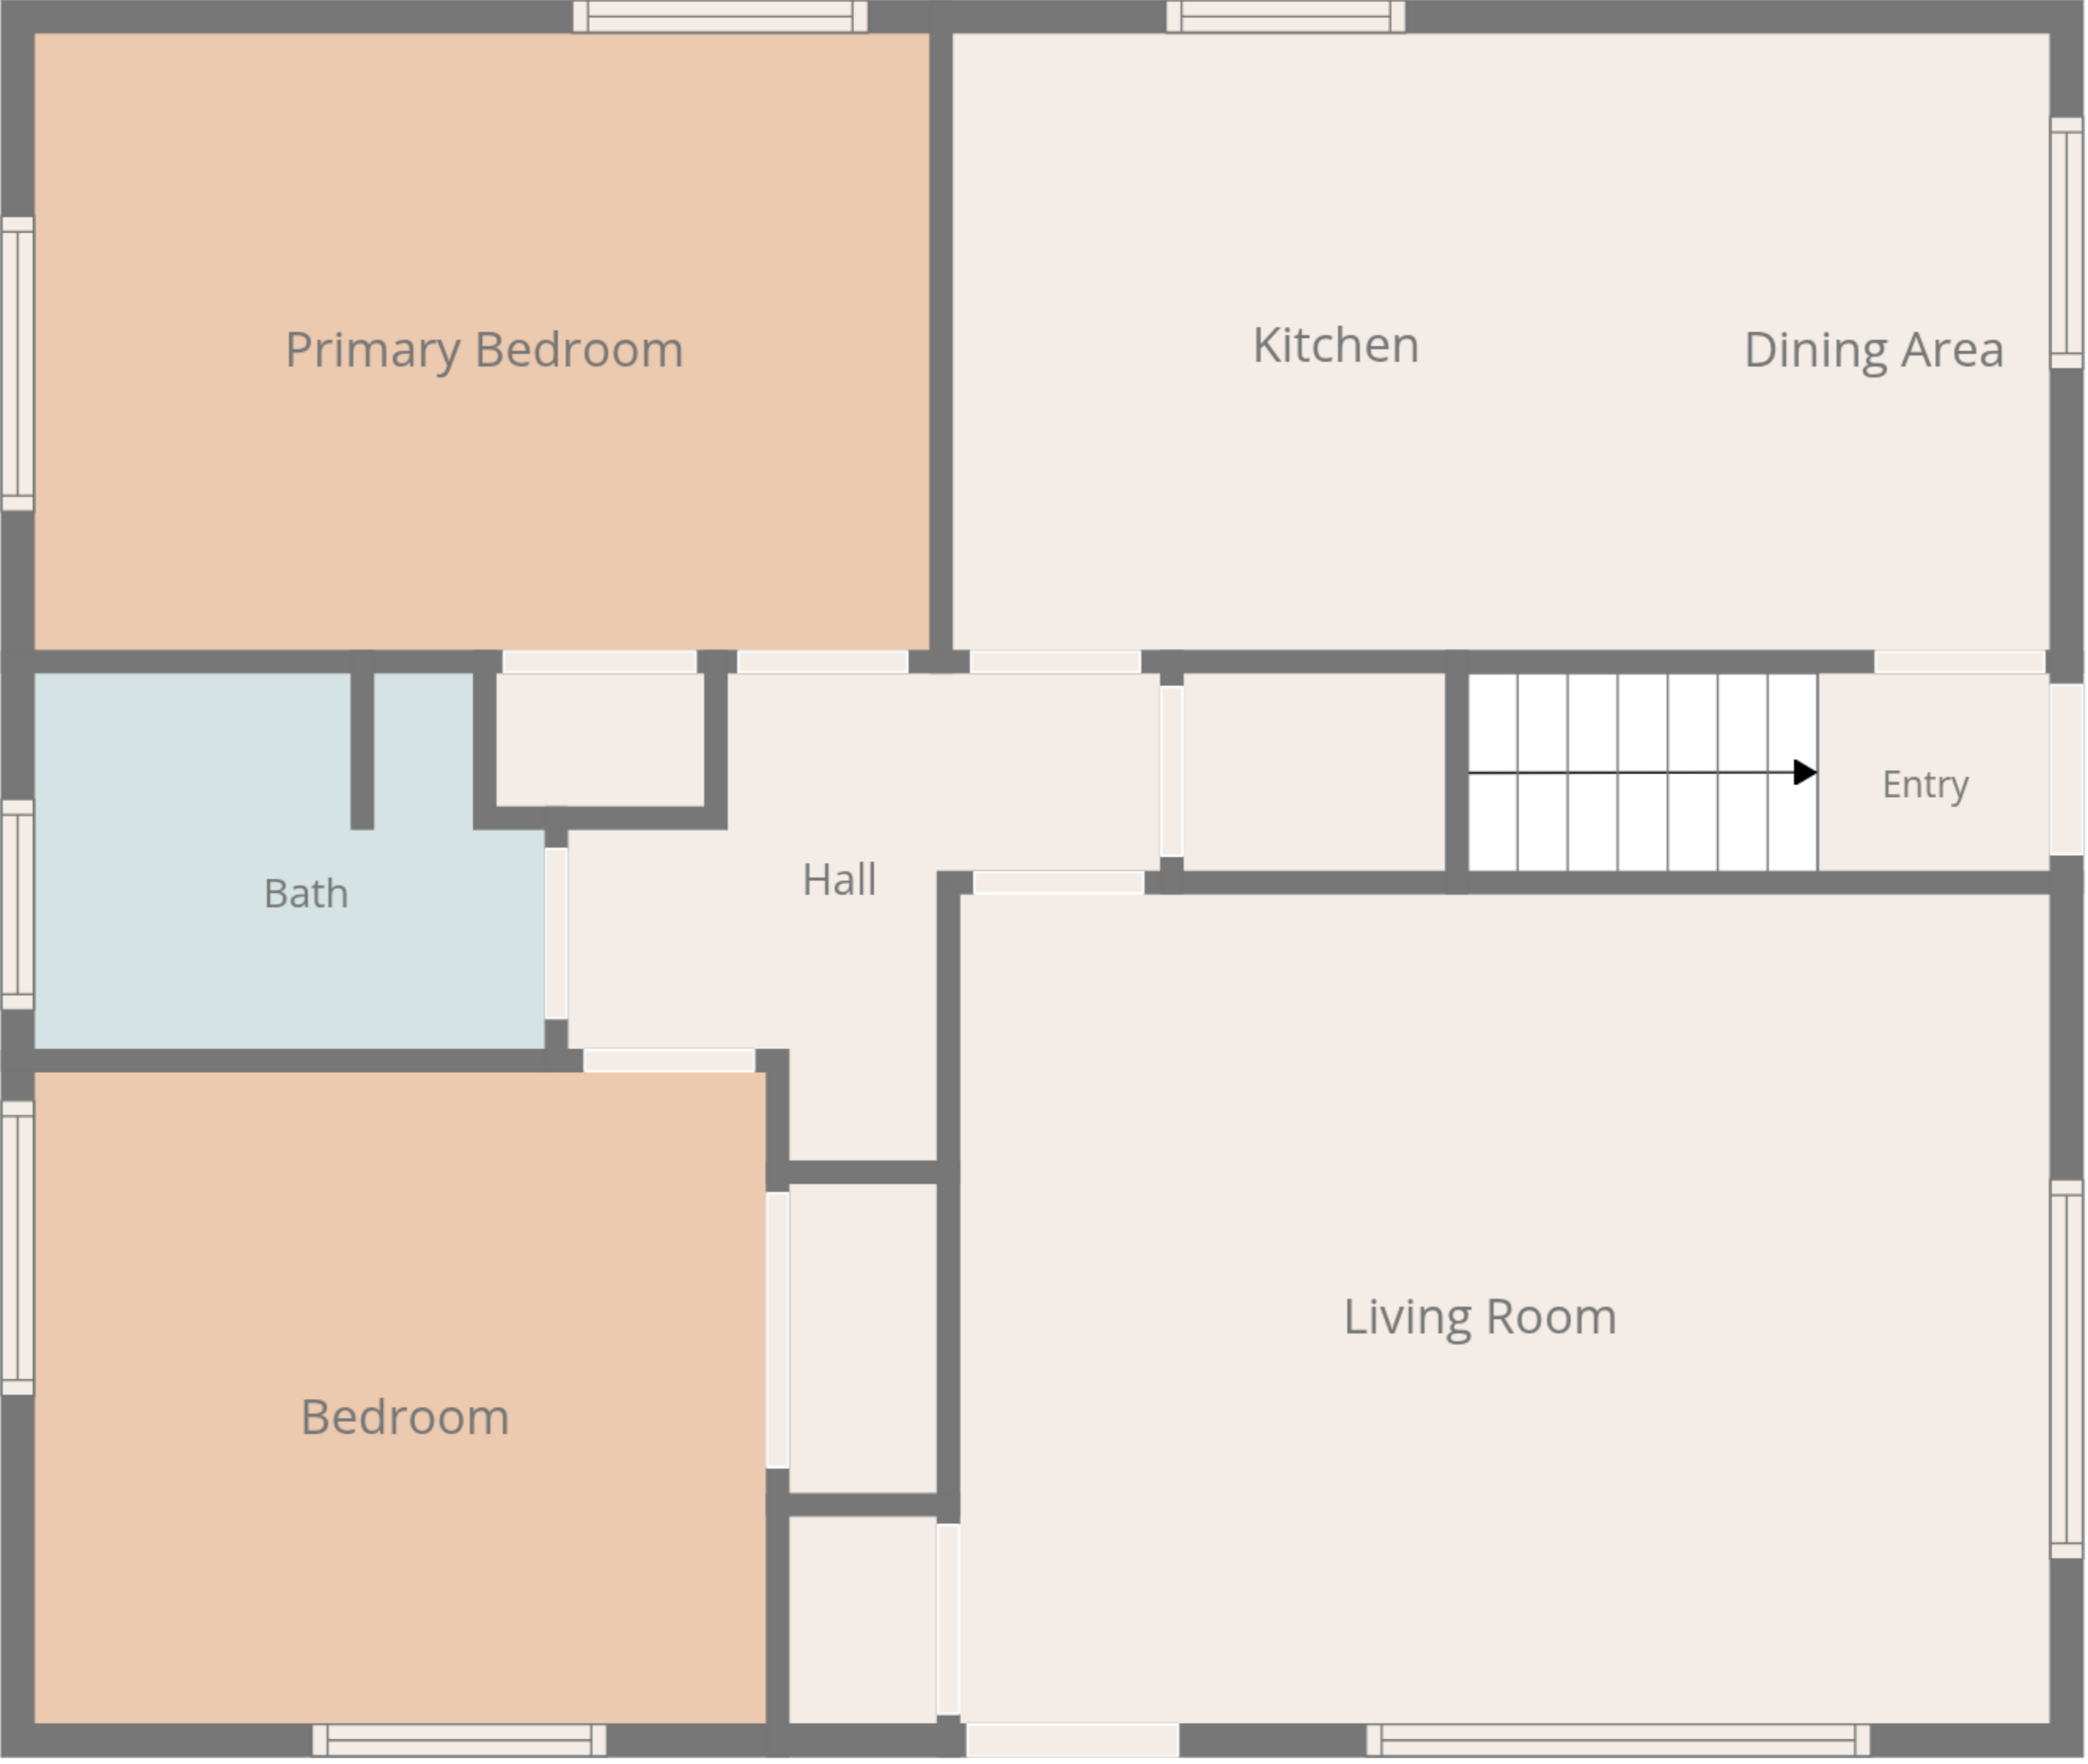 Primary Bedroom
Kitchen
Dining Area
Entry
Bath
Hall
Living Room
Bedroom